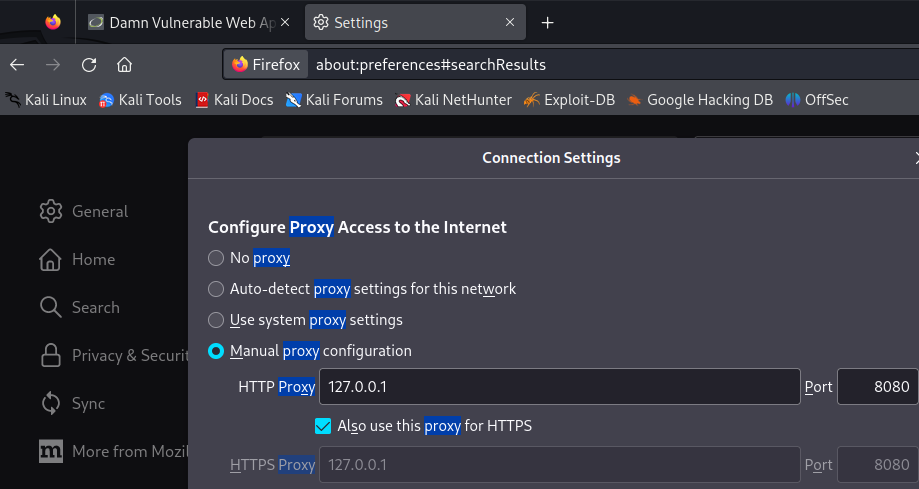 Damn Vulnerable Web Ap
Settings
Firefox about:preferences#searchResults
Kali Linux Kali Tools Kali Docs Kali Forums Kali NetHunter Exploit-DB Google Hacking DB OffSec
Connection Settings
General
Home
Search
Privacy & Securit
Sync
More from Mozil
Configure Proxy Access to the Internet
No proxy
Auto-detect proxy settings for this network
Use system proxy settings
Manual proxy configuration
HTTP Proxy 127.0.0.1 Port 8080
Also use this proxy for HTTPS
HTTPS Proxy 127.0.0.1 Port 8080